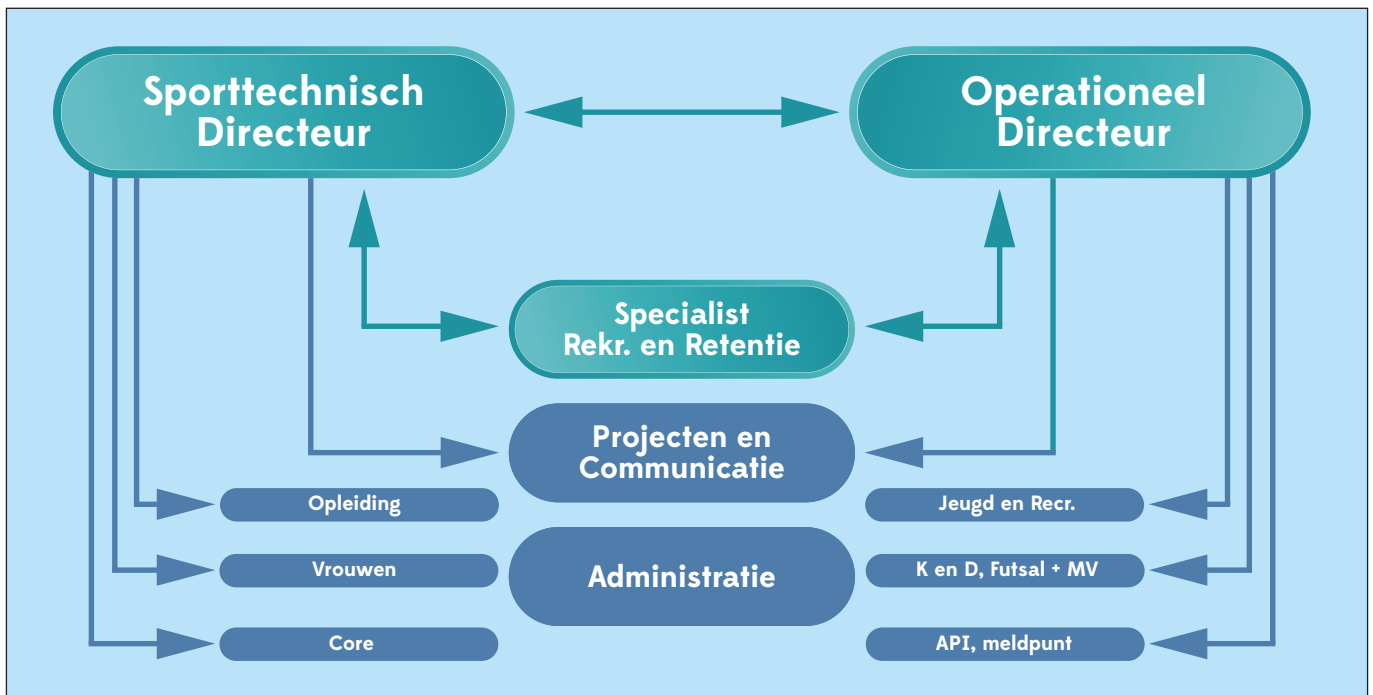 Sporttechnisch
Directeur
Operationeel
Directeur
Specialist
Rekr. en Retentie
Projecten en
Communicatie
Opleiding
Jeugd en Recr.
Vrouwen
Administratie
K en D, Futsal + MV
Core
API, meldpunt